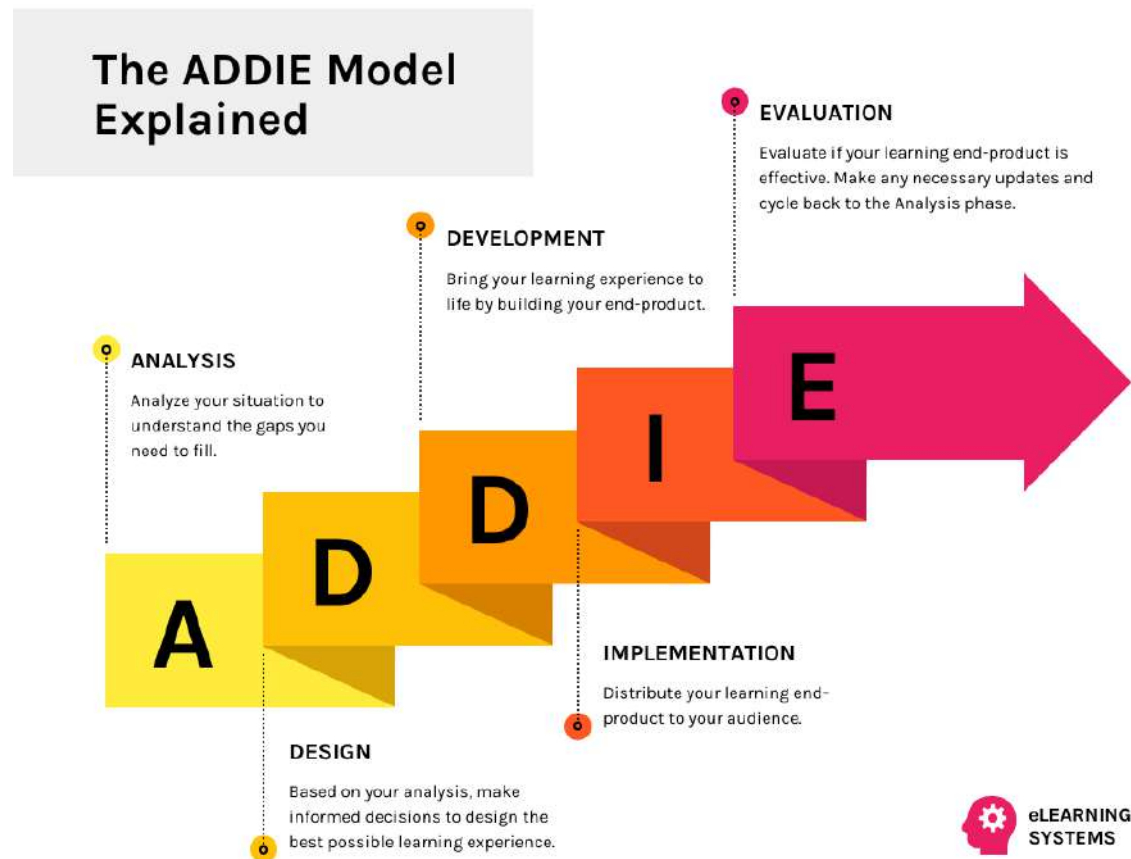 The ADDIE Model
Explained
ANALYSIS
Analyze your situation to
understand the gaps you
need to fill.
DESIGN
Based on your analysis, make
informed decisions to design the
best possible learning experience.
DEVELOPMENT
Bring your learning experience to
life by building your end-product.
IMPLEMENTATION
Distribute your learning end-
product to your audience.
EVALUATION
Evaluate if your learning end-product is
effective. Make any necessary updates and
cycle back to the Analysis phase.
A
D
D
I
E
eLEARNING
SYSTEMS